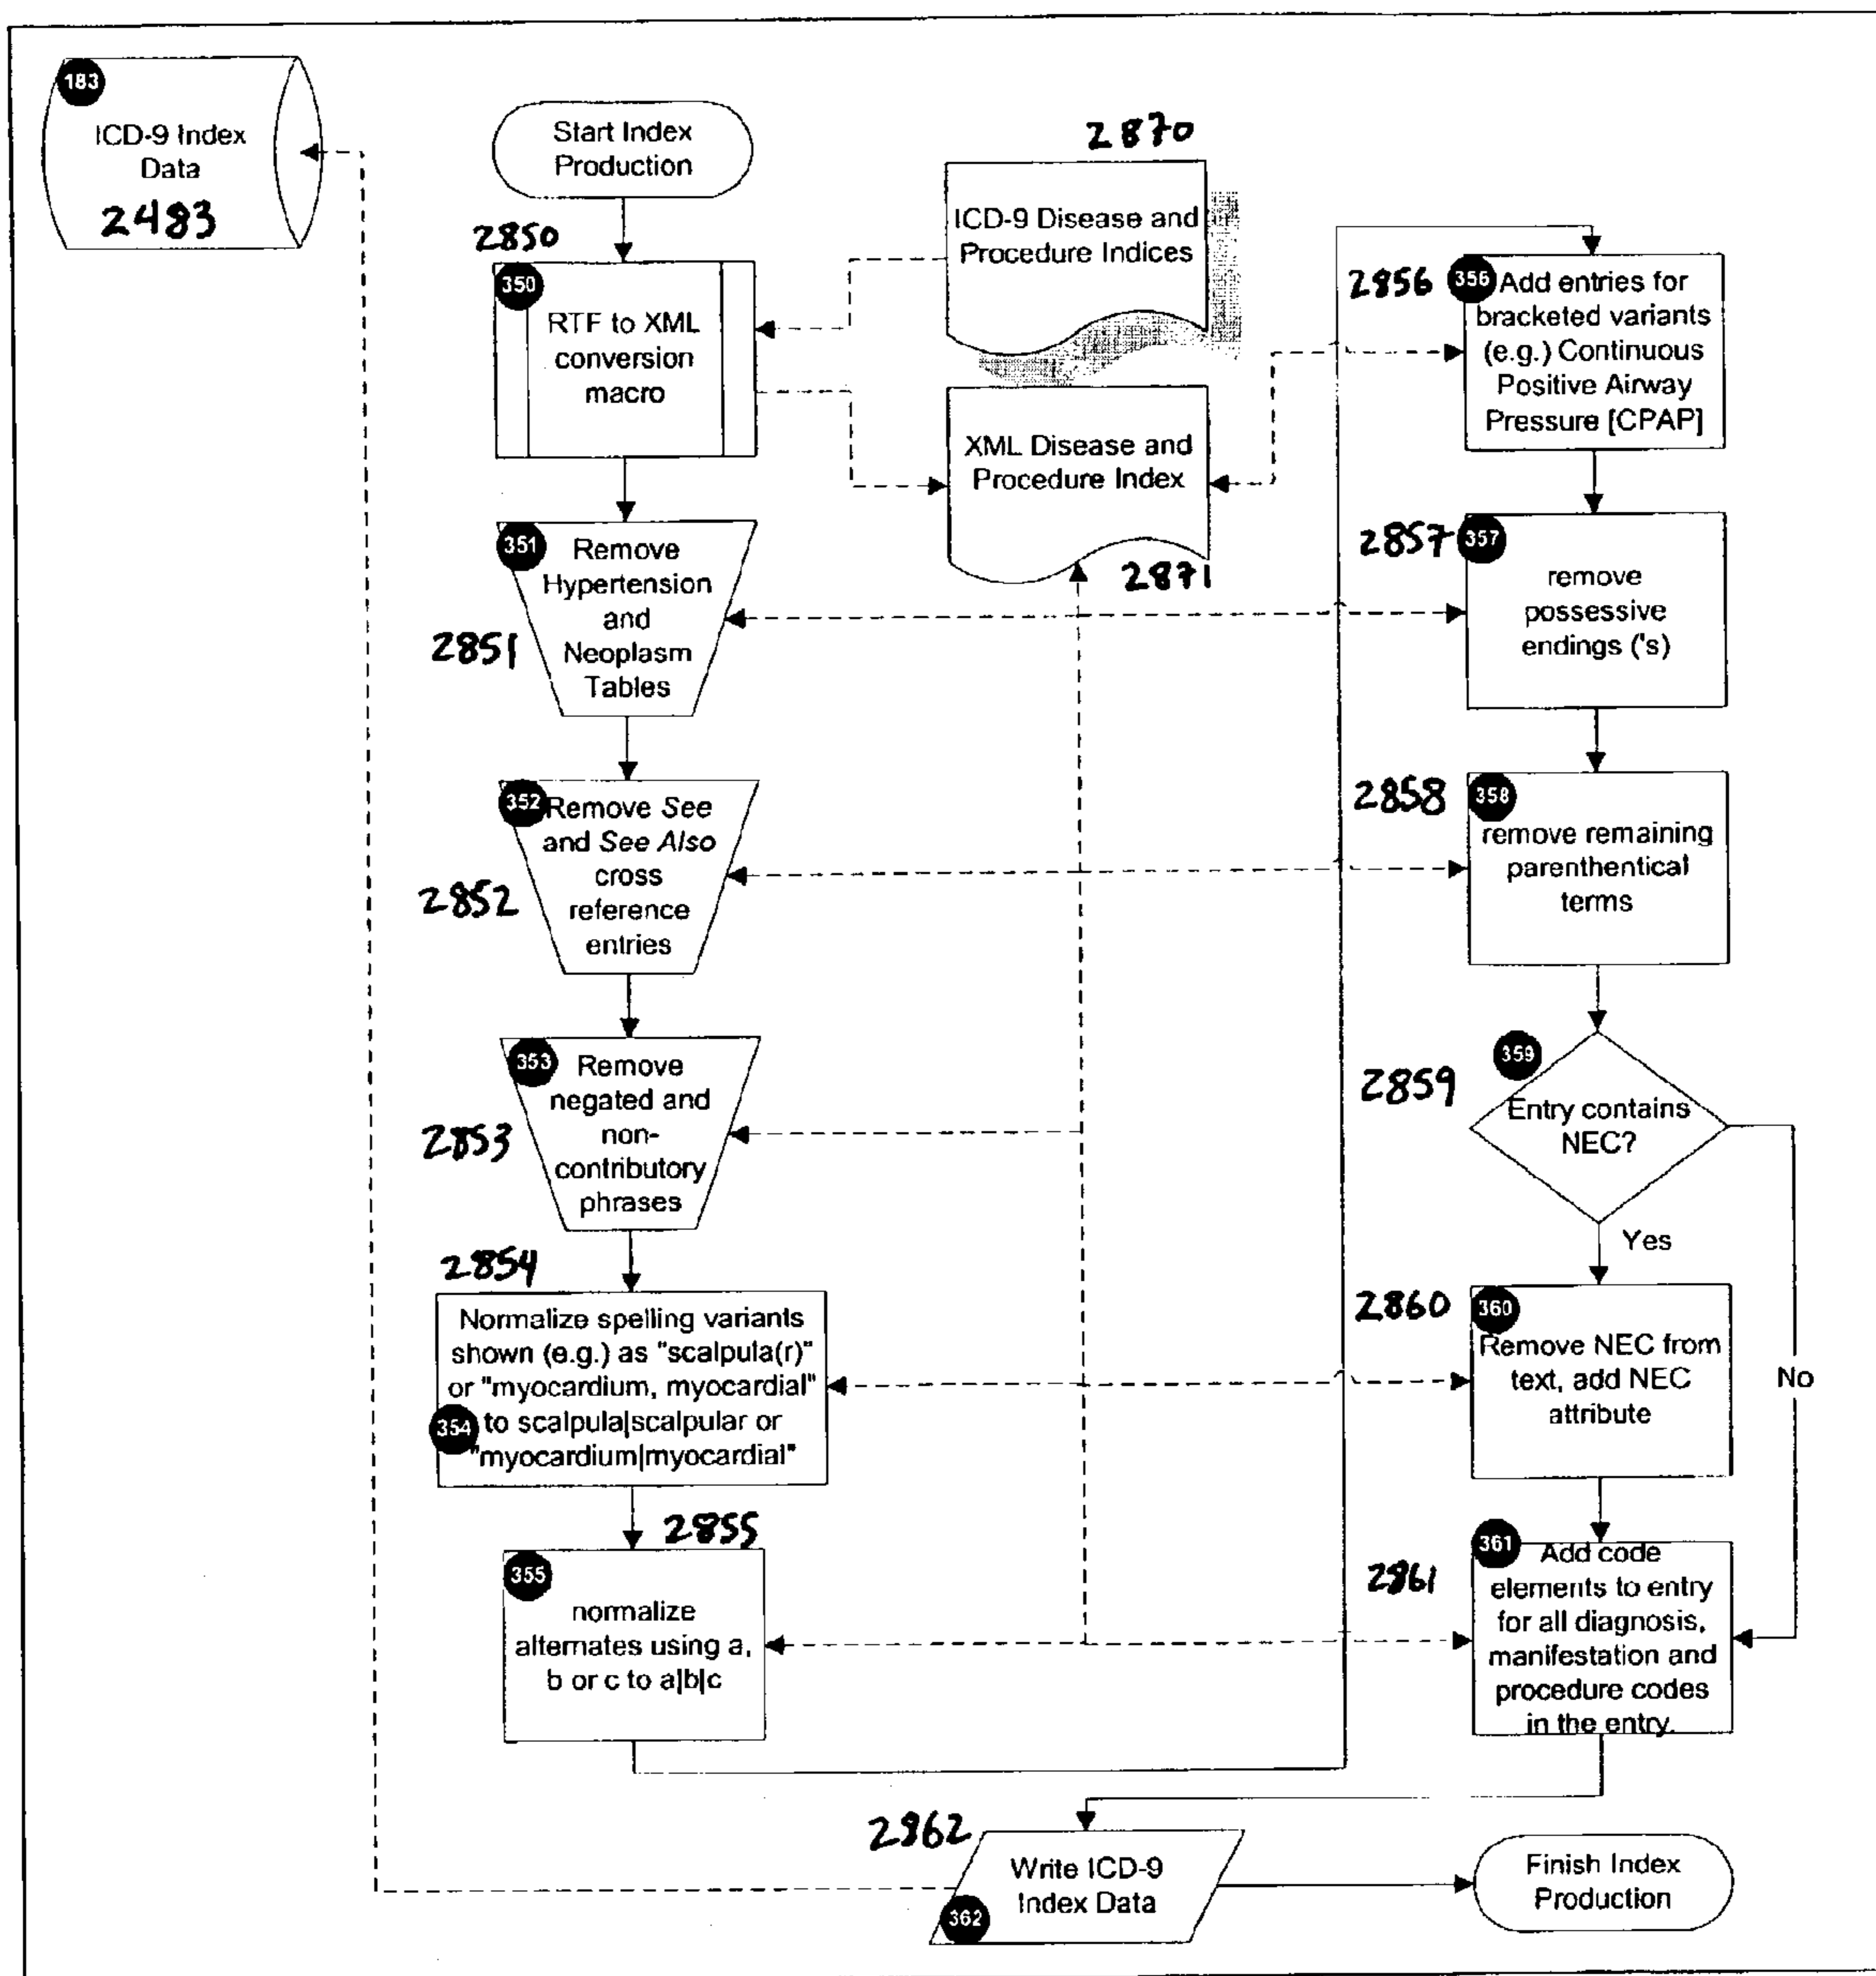 183
ICD-9 Index
Data
2483
Start Index
Production
2850
350
RTF to XML
conversion
macro
351
Remove
Hypertension
and
Neoplasm
Tables
2851
352
Remove See
and See Also
cross
reference
entries
2852
353
Remove
negated and
non-
contributory
phrases
2853
2854
Normalize spelling variants
shown (e.g.) as "scalpula(r)"
or "myocardium, myocardial"
354
to scalpula|scalpular or
"myocardium|myocardial"
2855
355
normalize
alternates using a,
b or c to a|b|c
2870
ICD-9 Disease and
Procedure Indices
XML Disease and
Procedure Index
2871
2856
356
Add entries for
bracketed variants
(e.g.) Continuous
Positive Airway
Pressure [CPAP]
2857
357
remove
possessive
endings ('s)
2858
358
remove remaining
parenthentical
terms
359
2859
Entry contains
NEC?
Yes
No
2860
360
Remove NEC from
text, add NEC
attribute
361
2861
Add code
elements to entry
for all diagnosis,
manifestation and
procedure codes
in the entry.
2862
Write ICD-9
Index Data
362
Finish Index
Production